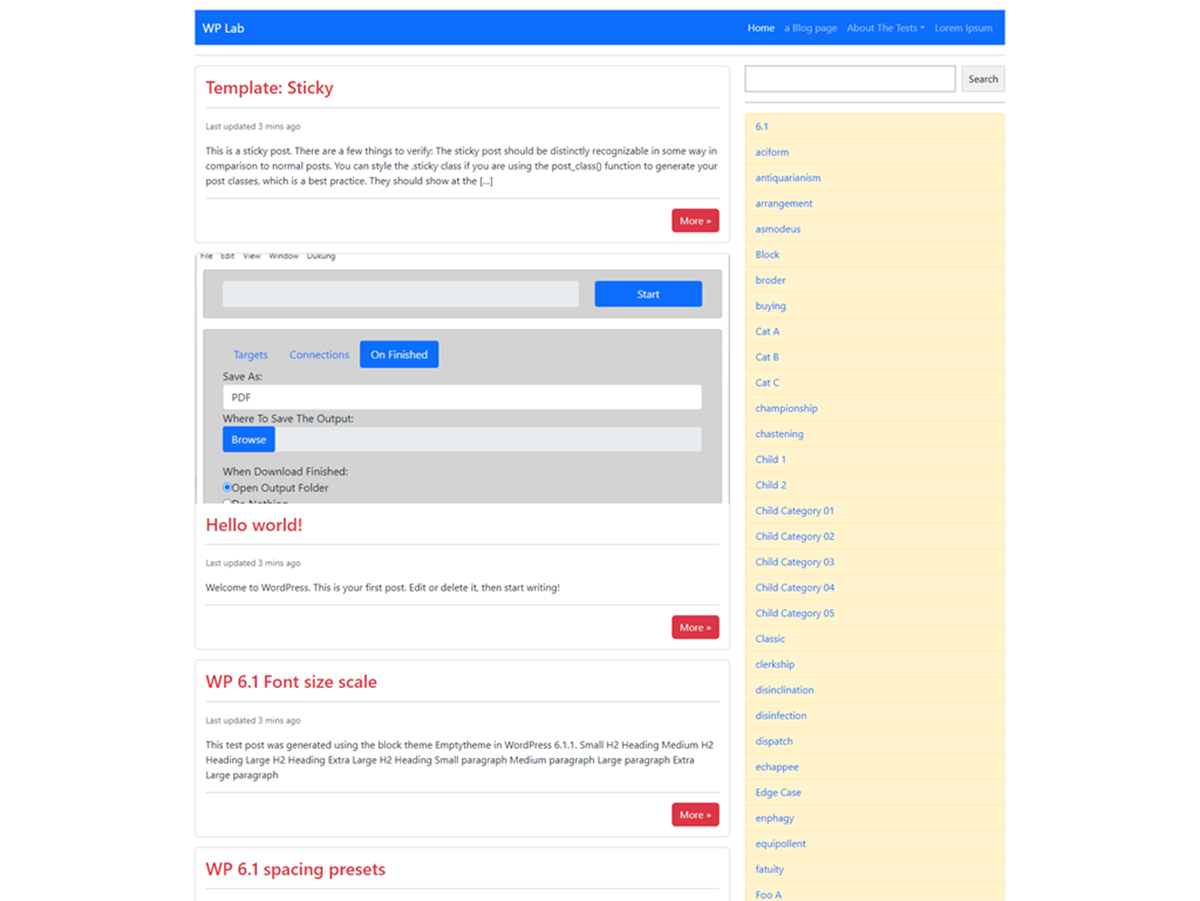 WP Lab
Home a Blog page About The Tests Lorem Ipsum
Template: Sticky
Last updated 3 mins ago
This is a sticky post. There are a few things to verify: The sticky post should be distinctly recognizable in some way in
comparison to normal posts. You can style the .sticky class if you are using the post_class() function to generate your
post classes, which is a best practice. They should show at the [...]
More »
File Edit View Window Dukung
Start
Targets Connections On Finished
Save As:
PDF
Where To Save The Output:
Browse
When Download Finished:
Open Output Folder
Do Nothing
Hello world!
Last updated 3 mins ago
Welcome to WordPress. This is your first post. Edit or delete it, then start writing!
More »
WP 6.1 Font size scale
Last updated 3 mins ago
This test post was generated using the block theme Emptytheme in WordPress 6.1.1. Small H2 Heading Medium H2
Heading Large H2 Heading Extra Large H2 Heading Small paragraph Medium paragraph Large paragraph Extra
Large paragraph
More »
WP 6.1 spacing presets
Search
6.1
aciform
antiquarianism
arrangement
asmodeus
Block
broder
buying
Cat A
Cat B
Cat C
championship
chastening
Child 1
Child 2
Child Category 01
Child Category 02
Child Category 03
Child Category 04
Child Category 05
Classic
clerkship
disinclination
disinfection
dispatch
echappee
Edge Case
enphagy
equipollent
fatuity
Foo A